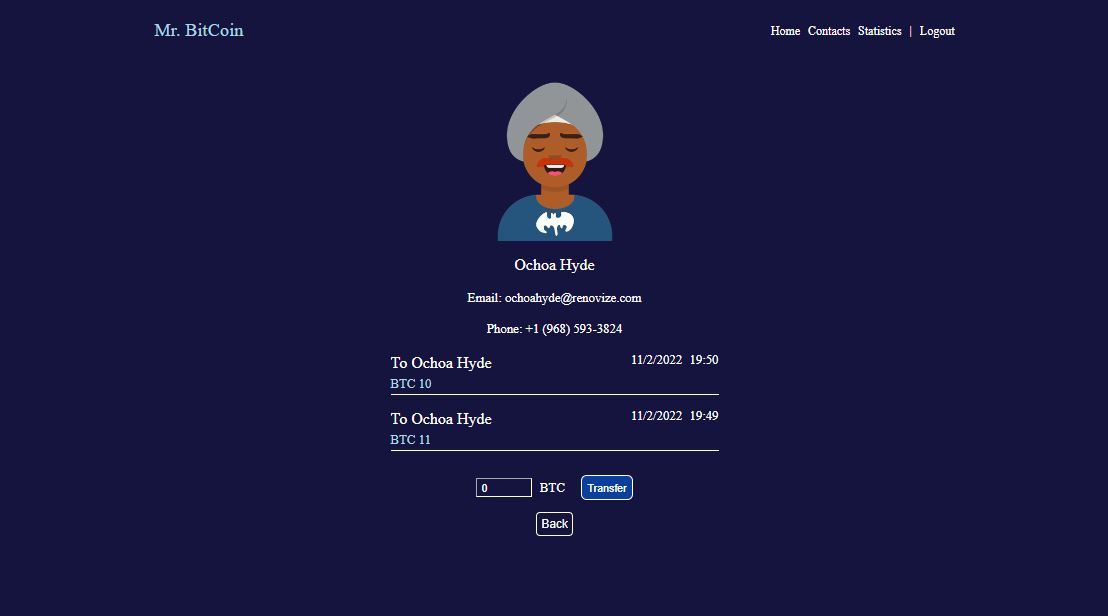 Mr. BitCoin
Home Contacts Statistics | Logout
Ochoa Hyde
Email: ochoahyde@renovize.com
Phone: +1 (968) 593-3824
To Ochoa Hyde 11/2/2022 19:50
BTC 10
To Ochoa Hyde 11/2/2022 19:49
BTC 11
0 BTC Transfer
Back